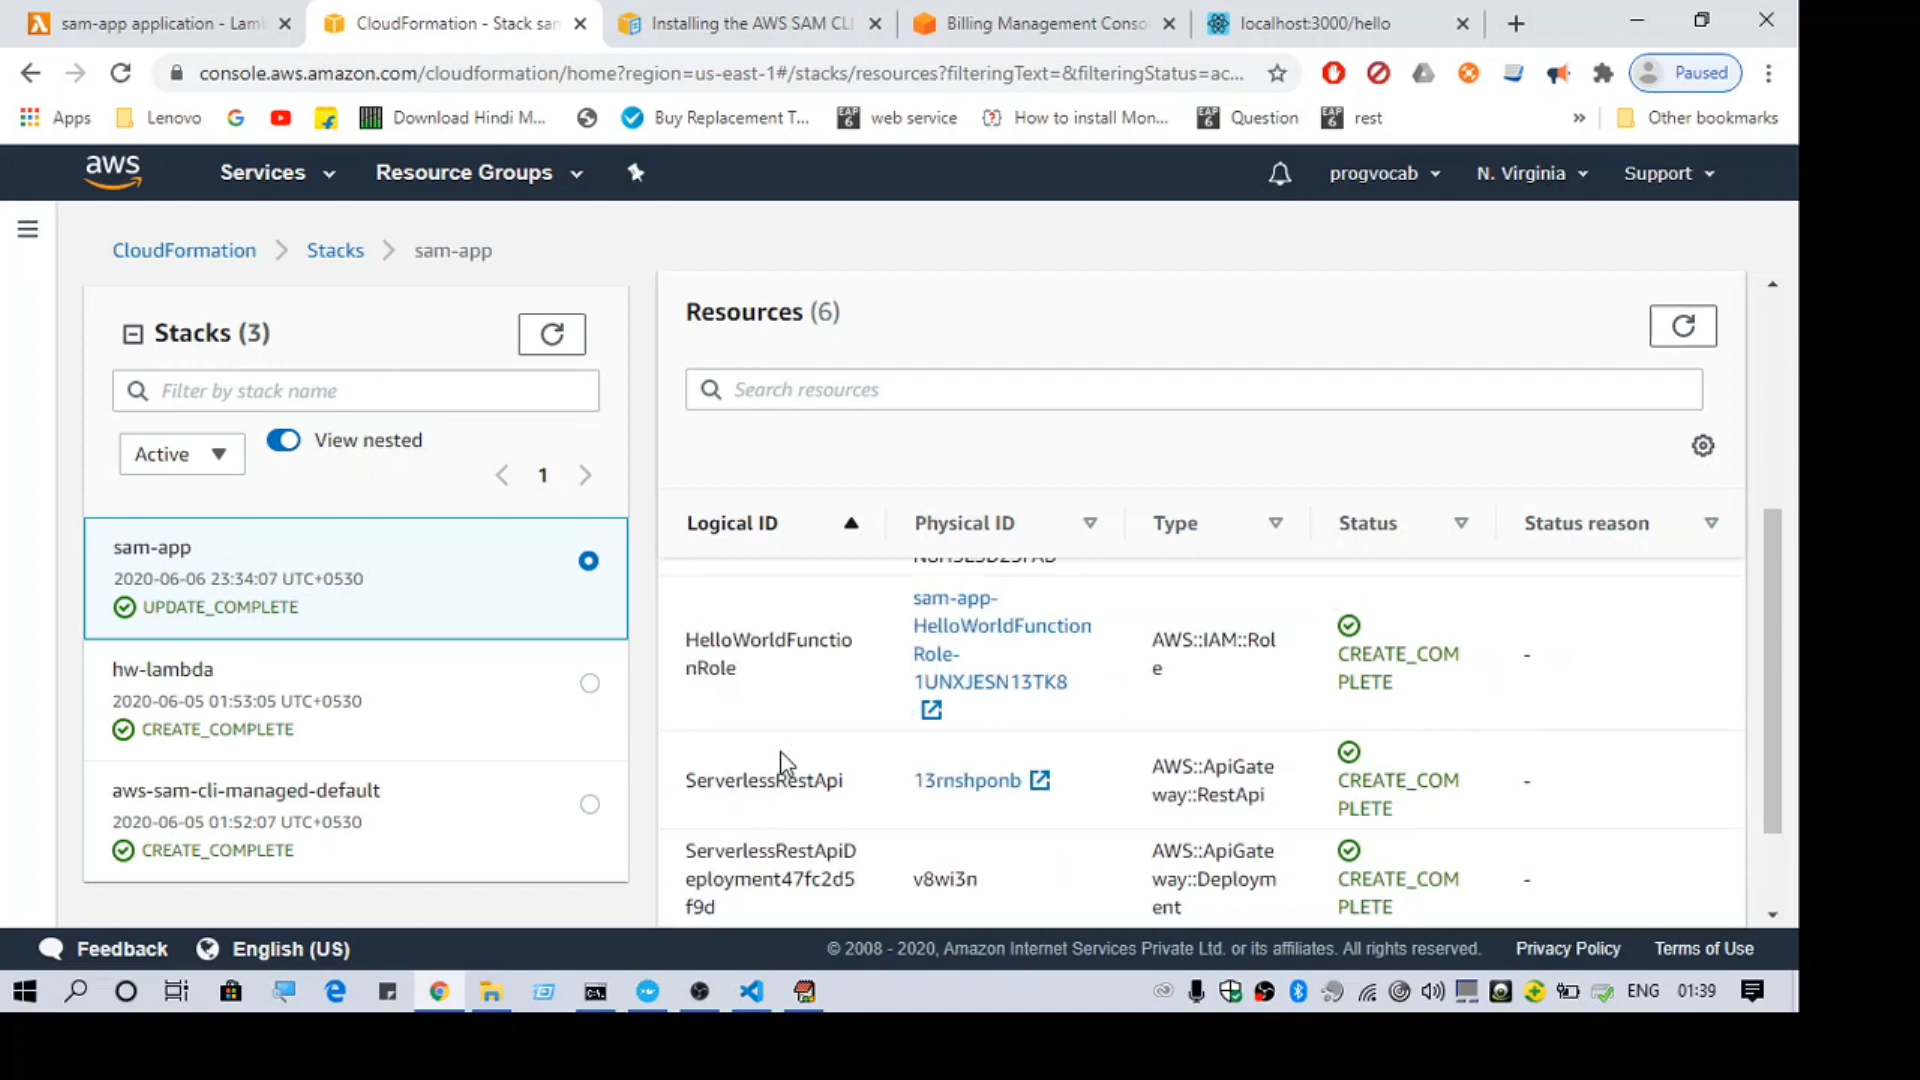 sam-app application - Lam
CloudFormation - Stack sam
Installing the AWS SAM CLI
Billing Management Conso
localhost:3000/hello
console.aws.amazon.com/cloudformation/home?region=us-east-1#/stacks/resources?filteringText=&filteringStatus=ac...
Paused
Apps
Lenovo
Download Hindi M...
Buy Replacement T...
web service
How to install Mon...
Question
rest
»
Other bookmarks
aws
Services
Resource Groups
progvocab
N. Virginia
Support
CloudFormation
Stacks
sam-app
Stacks (3)
Filter by stack name
Active
View nested
1
sam-app
2020-06-06 23:34:07 UTC+0530
UPDATE_COMPLETE
hw-lambda
2020-06-05 01:53:05 UTC+0530
CREATE_COMPLETE
aws-sam-cli-managed-default
2020-06-05 01:52:07 UTC+0530
CREATE_COMPLETE
Resources (6)
Search resources
Logical ID
Physical ID
Type
Status
Status reason
HelloWorldFunctio
nRole
sam-app-
HelloWorldFunction
Role-
1UNXJESN13TK8
AWS::IAM::Rol
e
CREATE_COM
PLETE
-
ServerlessRestApi
13rnshponb
AWS::ApiGate
way::RestApi
CREATE_COM
PLETE
-
ServerlessRestApiD
eployment47fc2d5
f9d
v8wi3n
AWS::ApiGate
way::Deploym
ent
CREATE_COM
PLETE
-
Feedback
English (US)
© 2008 - 2020, Amazon Internet Services Private Ltd. or its affiliates. All rights reserved.
Privacy Policy
Terms of Use
ENG
01:39